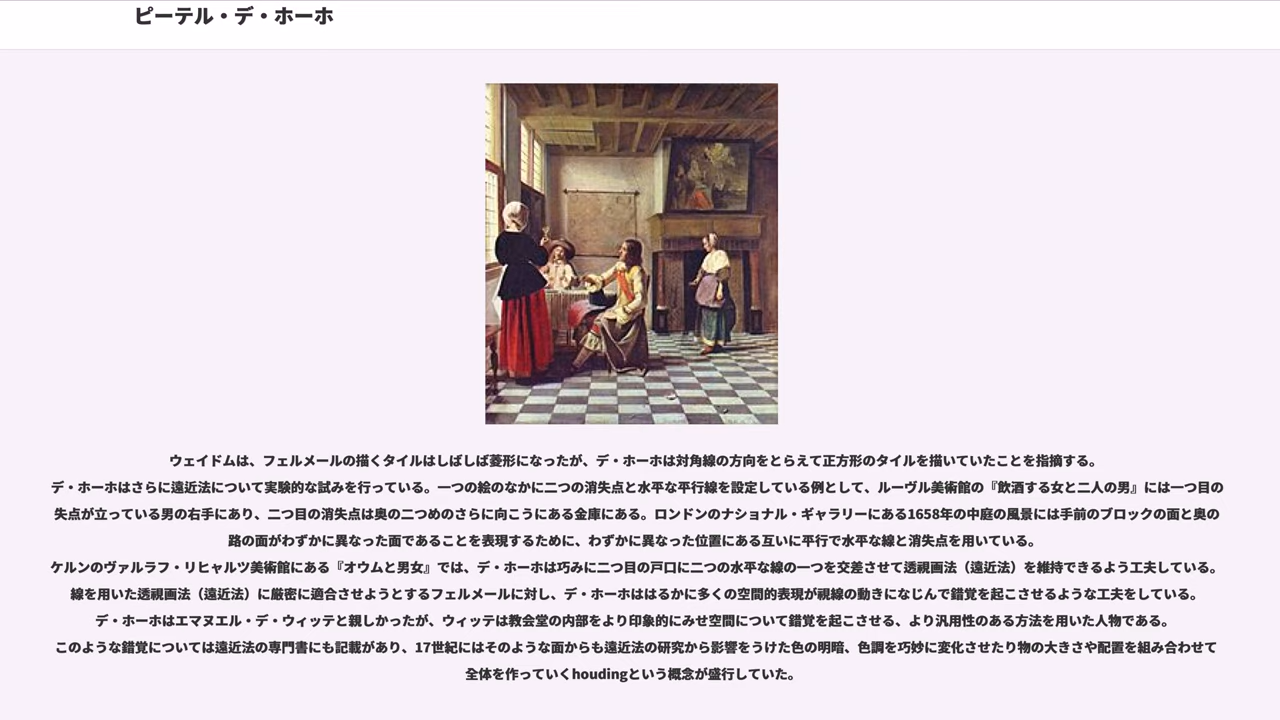 ピーテル・デ・ホーホ
ウェイドムは、フェルメールの描くタイルはしばしば菱形になったが、デ・ホーホは対角線の方向をとらえて正方形のタイルを描いていたことを指摘する。
デ・ホーホはさらに遠近法について実験的な試みを行っている。一つの絵のなかに二つの消失点と水平な平行線を設定している例として、ルーヴル美術館の『飲酒する女と二人の男』には一つ目の
失点が立っている男の右手にあり、二つ目の消失点は奥の二つめのさらに向こうにある金庫にある。ロンドンのナショナル・ギャラリーにある1658年の中庭の風景には手前のブロックの面と奥の
路の面がわずかに異なった面であることを表現するために、わずかに異なった位置にある互いに平行で水平な線と消失点を用いている。
ケルンのヴァルラフ・リヒャルツ美術館にある『オウムと男女』では、デ・ホーホは巧みに二つ目の戸口に二つの水平な線の一つを交差させて透視画法（遠近法）を維持できるよう工夫している。
線を用いた透視画法（遠近法）に厳密に適合させようとするフェルメールに対し、デ・ホーホははるかに多くの空間的表現が視線の動きになじんで錯覚を起こさせるような工夫をしている。
デ・ホーホはエマヌエル・デ・ウィッテと親しかったが、ウィッテは教会堂の内部をより印象的にみせ空間について錯覚を起こさせる、より汎用性のある方法を用いた人物である。
このような錯覚については遠近法の専門書にも記載があり、17世紀にはそのような面からも遠近法の研究から影響をうけた色の明暗、色調を巧妙に変化させたり物の大きさや配置を組み合わせて
全体を作っていくhoudingという概念が盛行していた。